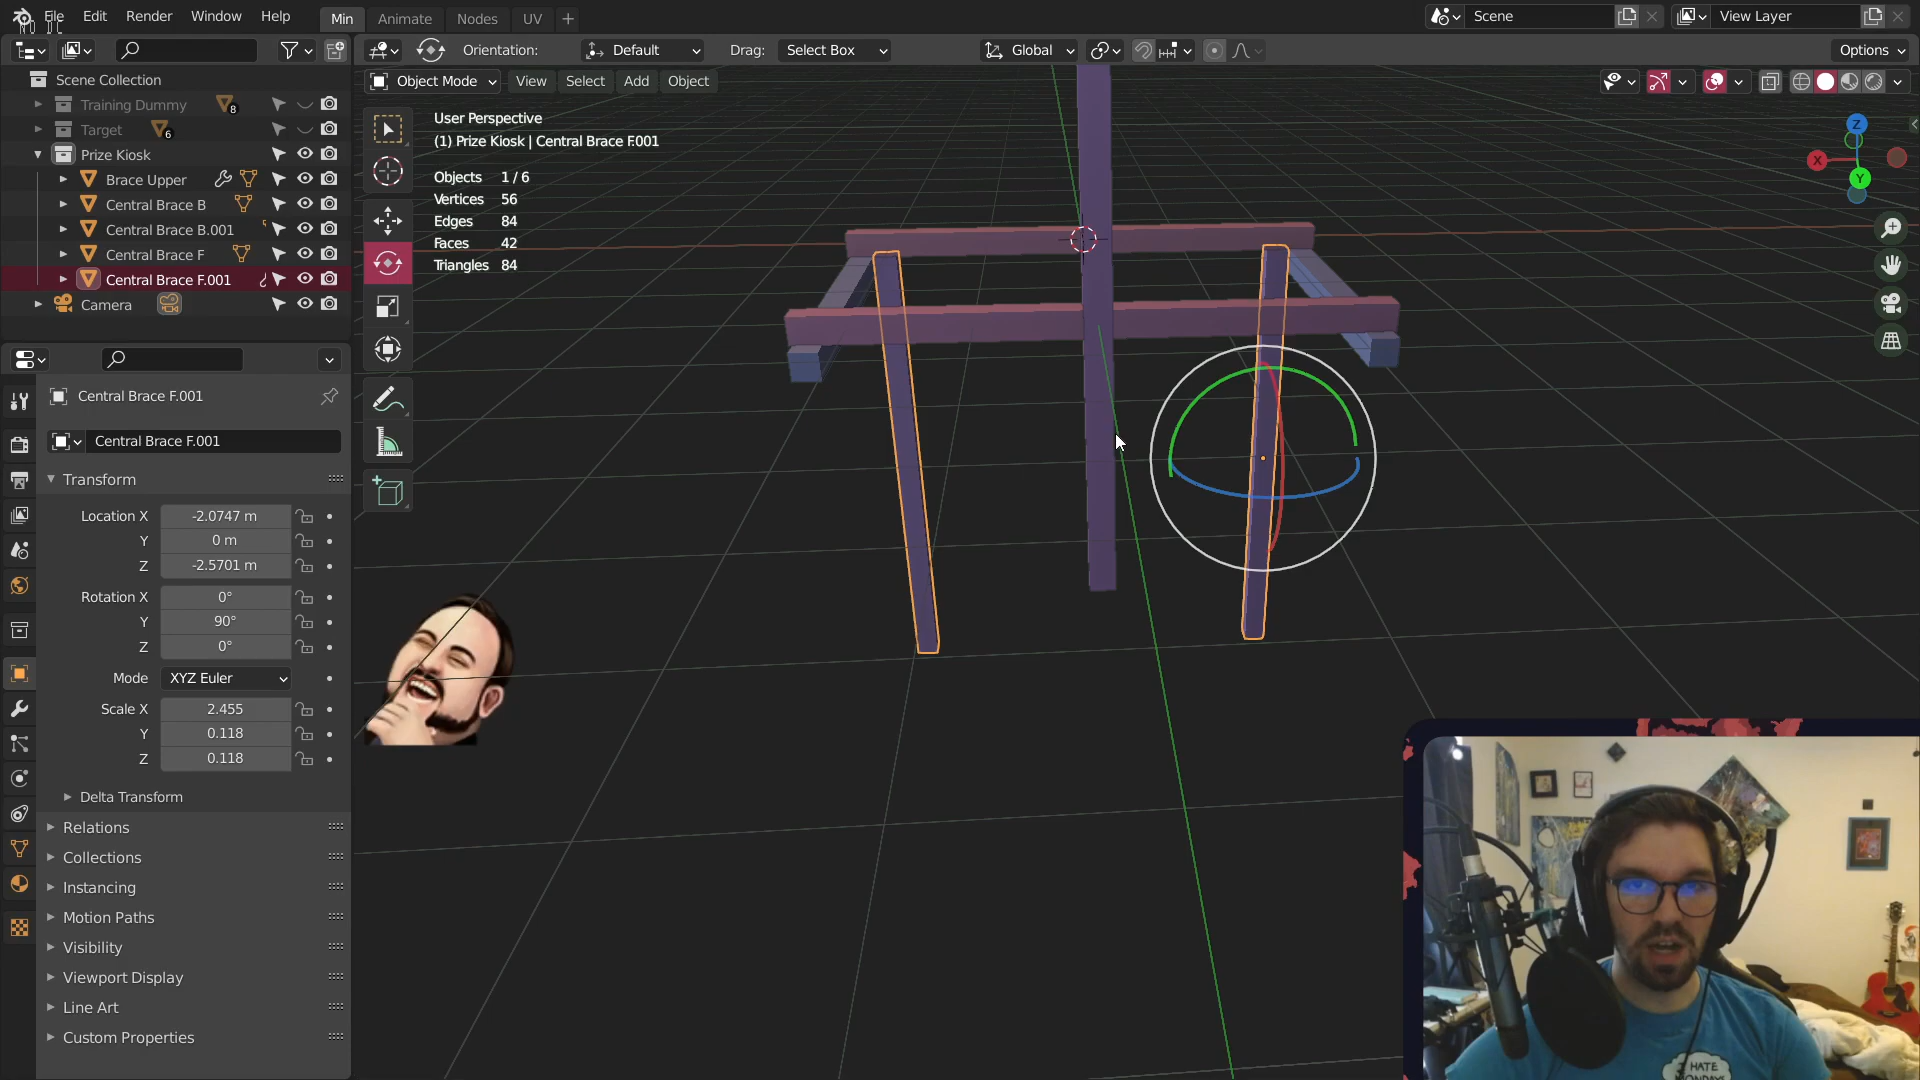 File Edit Render Window Help Min Animate Nodes UV + Scene View Layer
Orientation: Default Drag: Select Box Global Options
Scene Collection
Training Dummy 8
Target 6
Prize Kiosk
Brace Upper
Central Brace B
Central Brace B.001
Central Brace F
Central Brace F.001
Camera
Object Mode View Select Add Object
User Perspective
(1) Prize Kiosk | Central Brace F.001
Objects 1 / 6
Vertices 56
Edges 84
Faces 42
Triangles 84
Z
X
Y
Central Brace F.001
Central Brace F.001
Transform
Location X -2.0747 m
Y 0 m
Z -2.5701 m
Rotation X 0°
Y 90°
Z 0°
Mode XYZ Euler
Scale X 2.455
Y 0.118
Z 0.118
Delta Transform
Relations
Collections
Instancing
Motion Paths
Visibility
Viewport Display
Line Art
Custom Properties
I HATE
MONDAYS